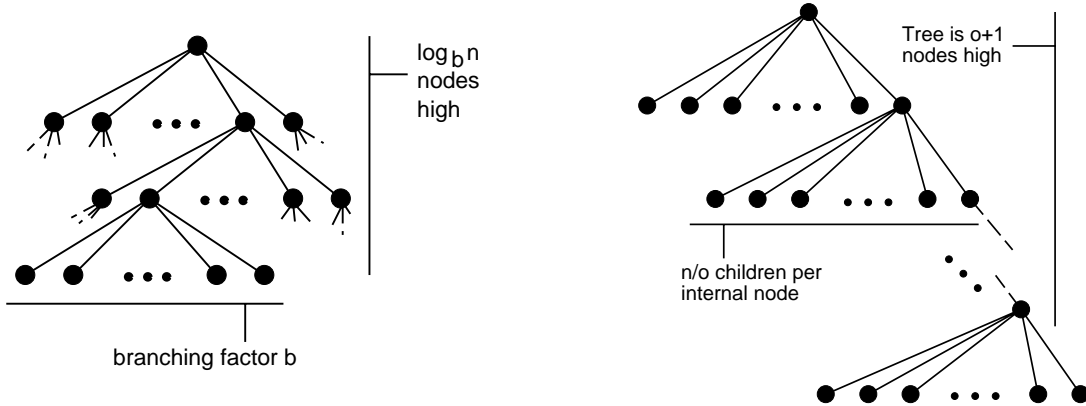 log b n
nodes
high
branching factor b
Tree is o+1
nodes high
n/o children per
internal node